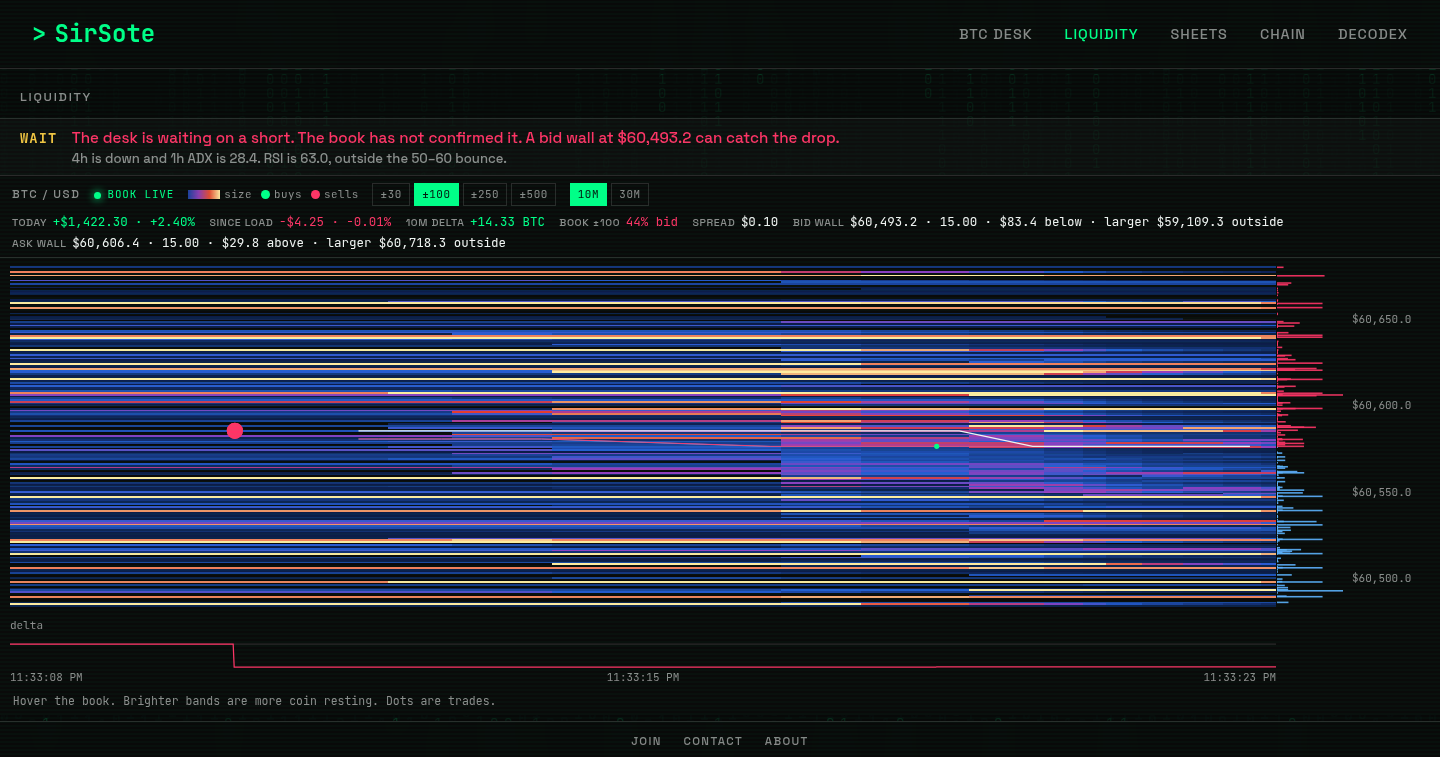 > SirSote
BTC DESK LIQUIDITY SHEETS CHAIN DECODEX
LIQUIDITY
WAIT The desk is waiting on a short. The book has not confirmed it. A bid wall at $60,493.2 can catch the drop.
4h is down and 1h ADX is 28.4. RSI is 63.0, outside the 50–60 bounce.
BTC / USD BOOK LIVE size buys sells ±30 ±100 ±250 ±500 10M 30M
TODAY +$1,422.30 · +2.40% SINCE LOAD -$4.25 · -0.01% 10M DELTA +14.33 BTC BOOK ±100 44% bid SPREAD $0.10 BID WALL $60,493.2 · 15.00 · $83.4 below · larger $59,109.3 outside
ASK WALL $60,606.4 · 15.00 · $29.8 above · larger $60,718.3 outside
$60,650.0
$60,600.0
$60,550.0
$60,500.0
delta
11:33:08 PM 11:33:15 PM 11:33:23 PM
Hover the book. Brighter bands are more coin resting. Dots are trades.
JOIN CONTACT ABOUT